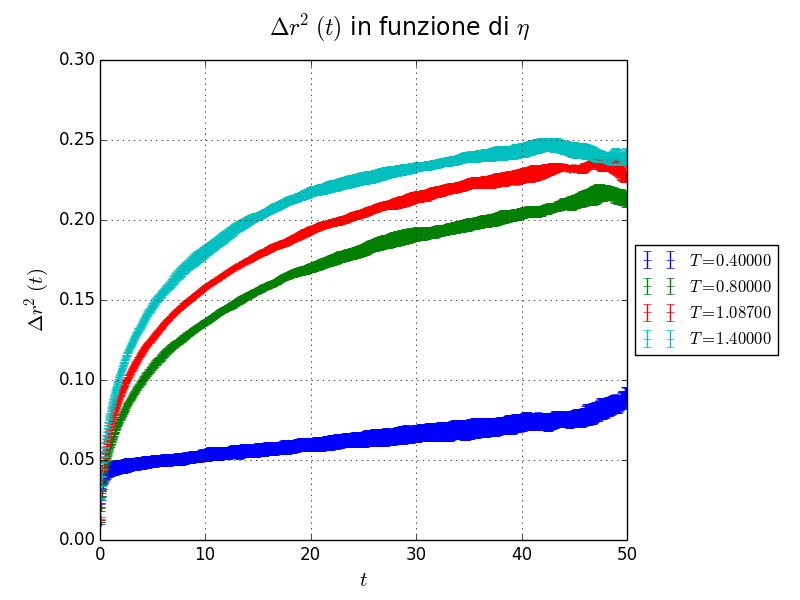 Δr² (t) in funzione di η
0.30
0.25
0.20
0.15
0.10
0.05
0.00
Δr² (t)
0 10 20 30 40 50
t
T=0.40000
T=0.80000
T=1.08700
T=1.40000